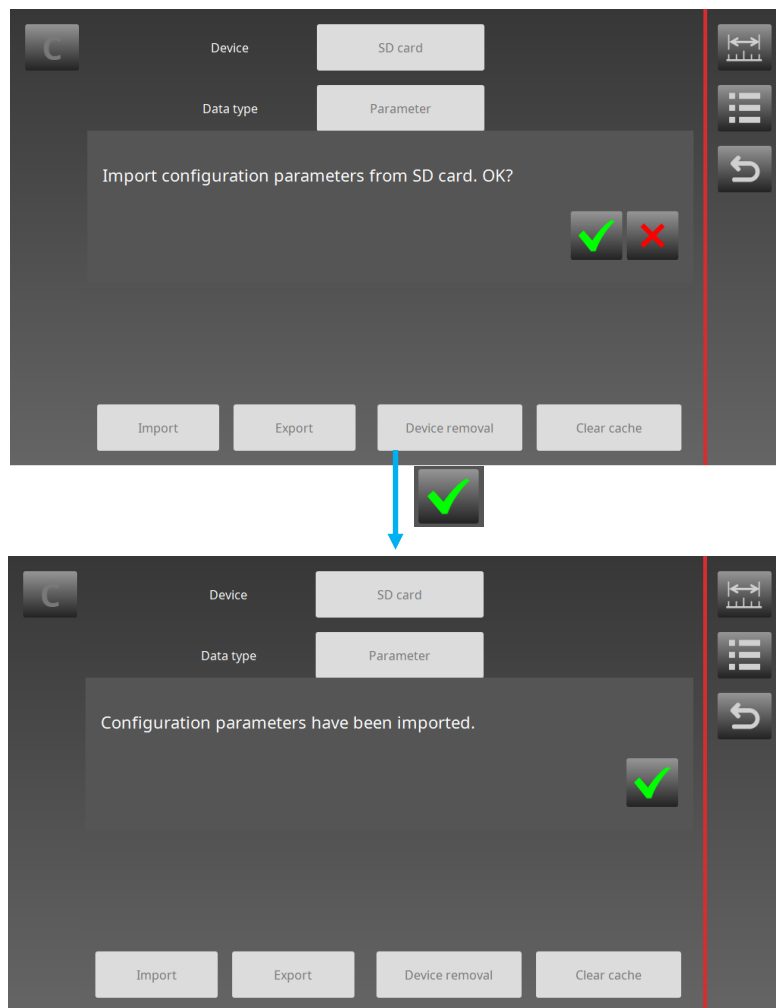 C
Device
SD card
Data type
Parameter
Import configuration parameters from SD card. OK?
Import
Export
Device removal
Clear cache
C
Device
SD card
Data type
Parameter
Configuration parameters have been imported.
Import
Export
Device removal
Clear cache